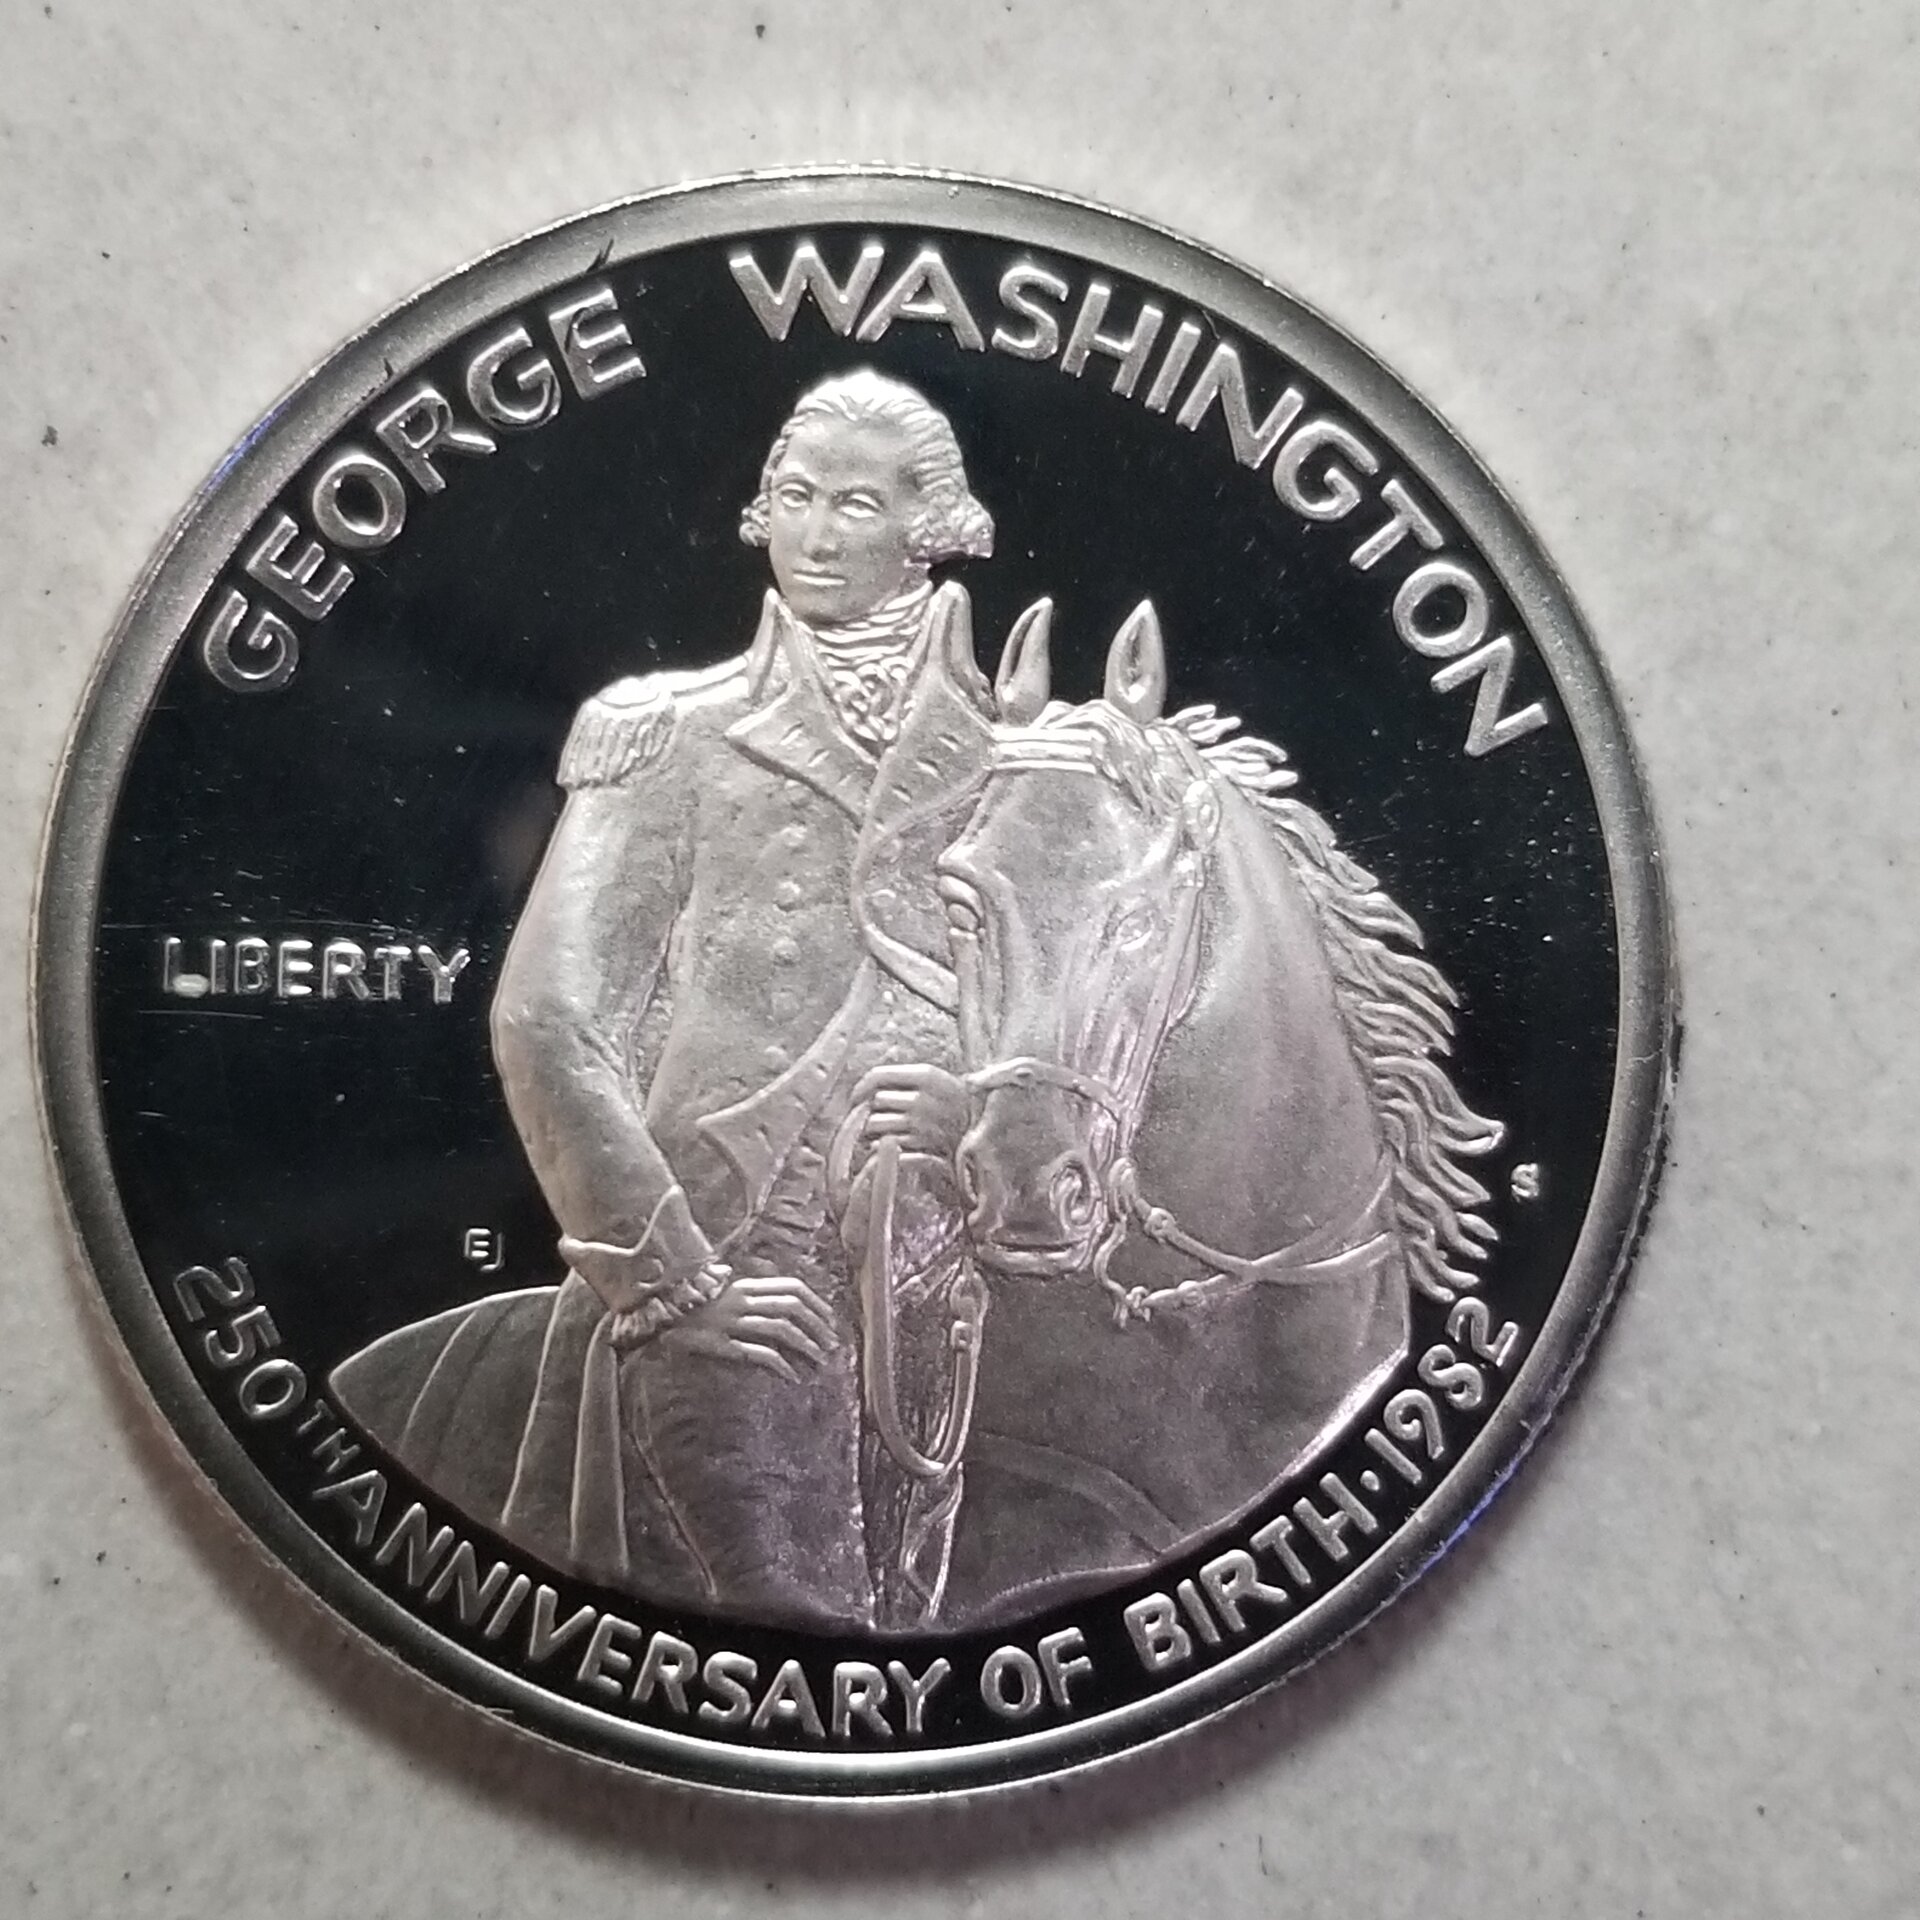 GEORGE WASHINGTON
LIBERTY
EJ
S
250TH ANNIVERSARY OF BIRTH·1982